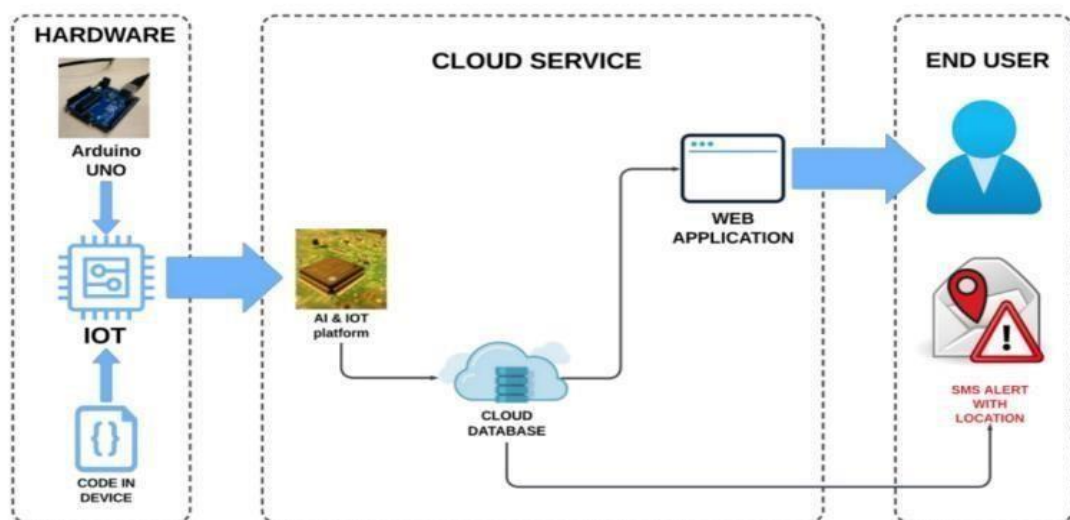 HARDWARE
Arduino
UNO
IOT
CODE IN
DEVICE
CLOUD SERVICE
AI & IOT
platform
CLOUD
DATABASE
WEB
APPLICATION
END USER
SMS ALERT
WITH
LOCATION